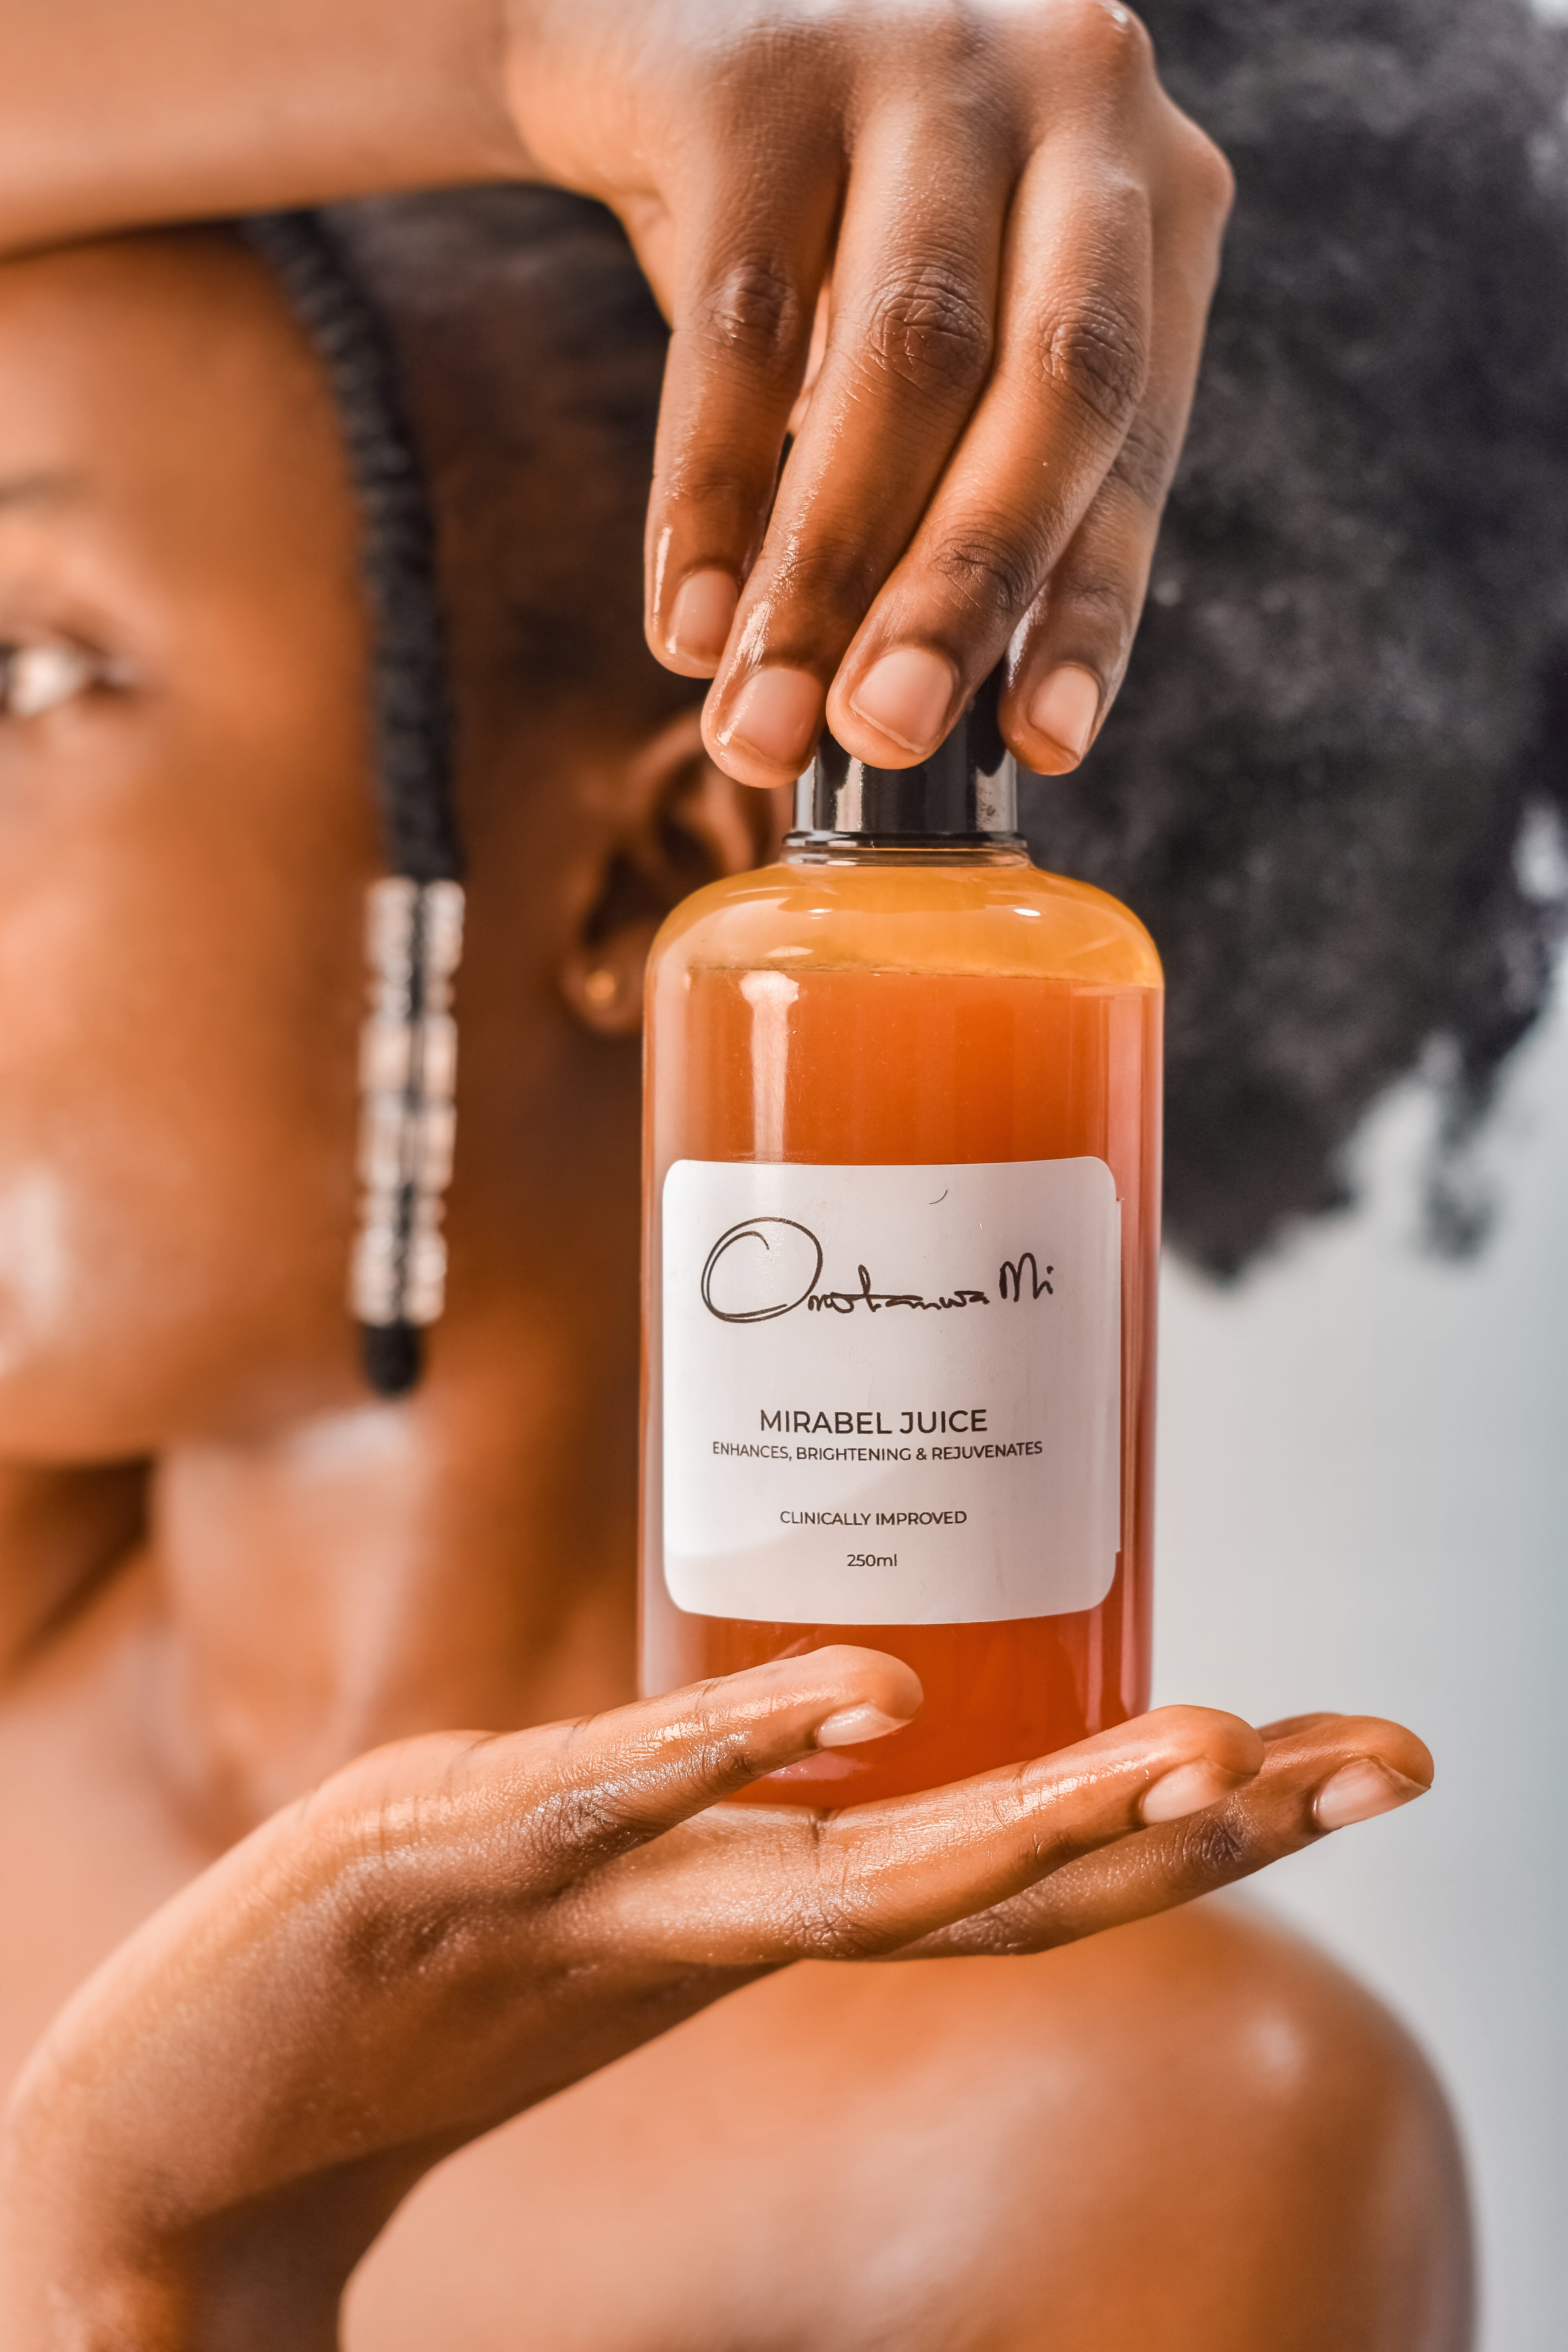 MIRABEL JUICE
ENHANCES, BRIGHTENING & REJUVENATES
CLINICALLY IMPROVED
250ml